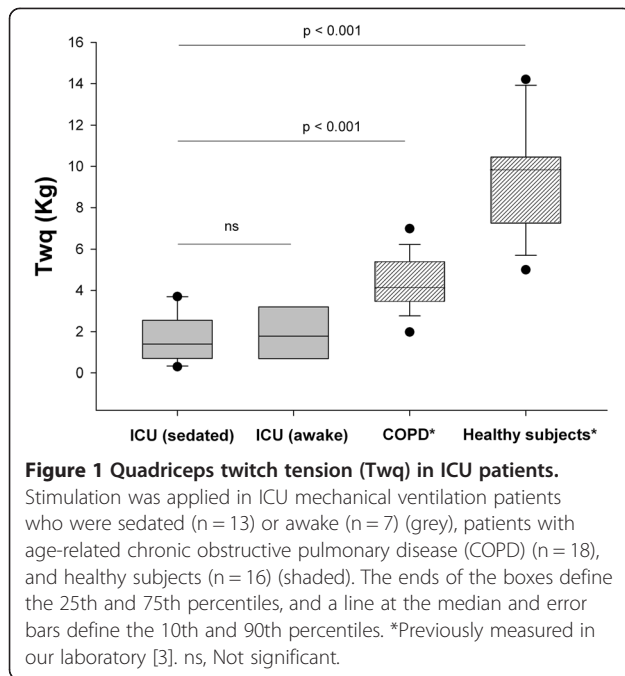 16
14
12
10
8
6
4
2
0
Twq (Kg)
p < 0.001
p < 0.001
ns
ICU (sedated) ICU (awake) COPD* Healthy subjects*
Figure 1 Quadriceps twitch tension (Twq) in ICU patients.
Stimulation was applied in ICU mechanical ventilation patients
who were sedated (n = 13) or awake (n = 7) (grey), patients with
age-related chronic obstructive pulmonary disease (COPD) (n = 18),
and healthy subjects (n = 16) (shaded). The ends of the boxes define
the 25th and 75th percentiles, and a line at the median and error
bars define the 10th and 90th percentiles. *Previously measured in
our laboratory [3]. ns, Not significant.